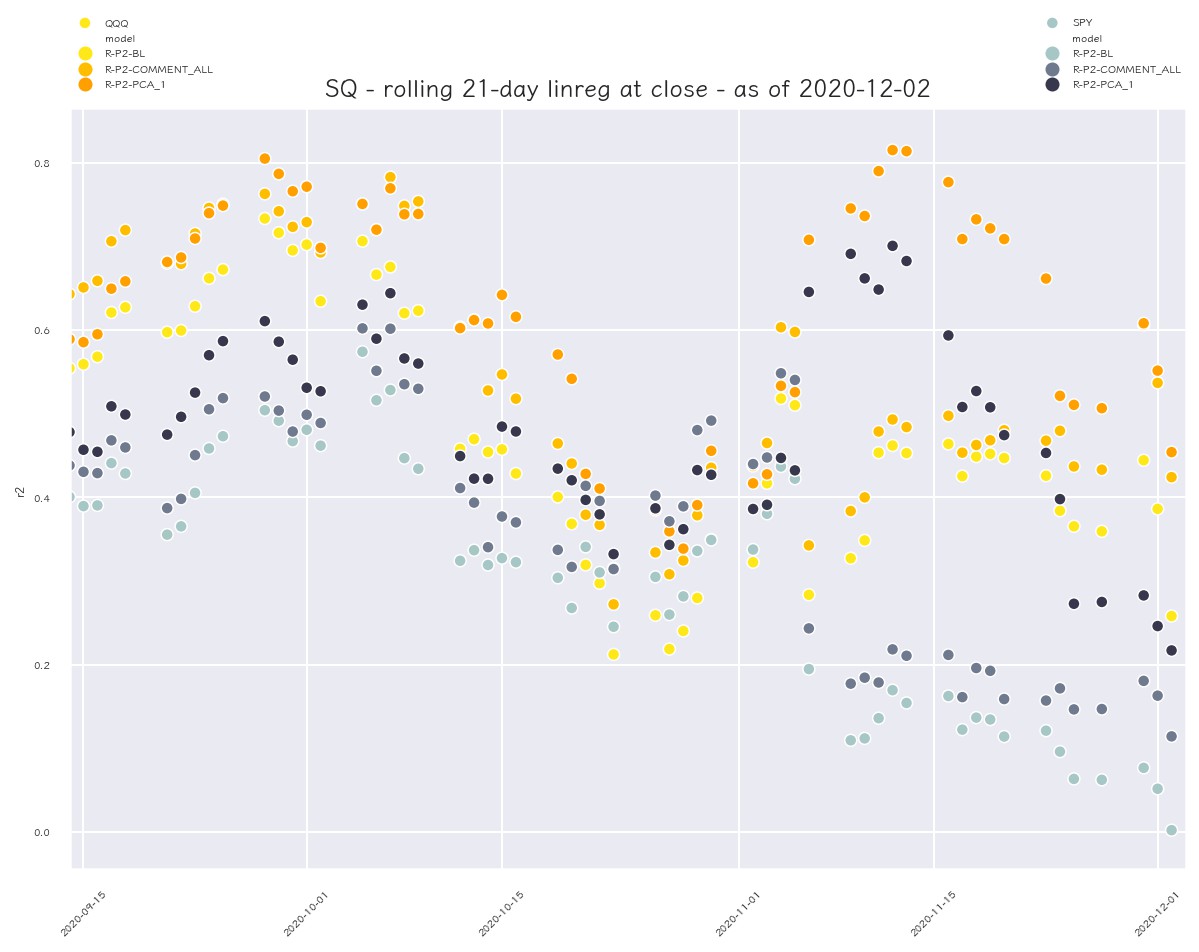 QQQ
model
R-P2-BL
R-P2-COMMENT_ALL
R-P2-PCA_1
SPY
model
R-P2-BL
R-P2-COMMENT_ALL
R-P2-PCA_1
SQ - rolling 21-day linreg at close - as of 2020-12-02
0.8
0.6
0.4
0.2
0.0
r2
2020-09-15
2020-10-01
2020-10-15
2020-11-01
2020-11-15
2020-12-01